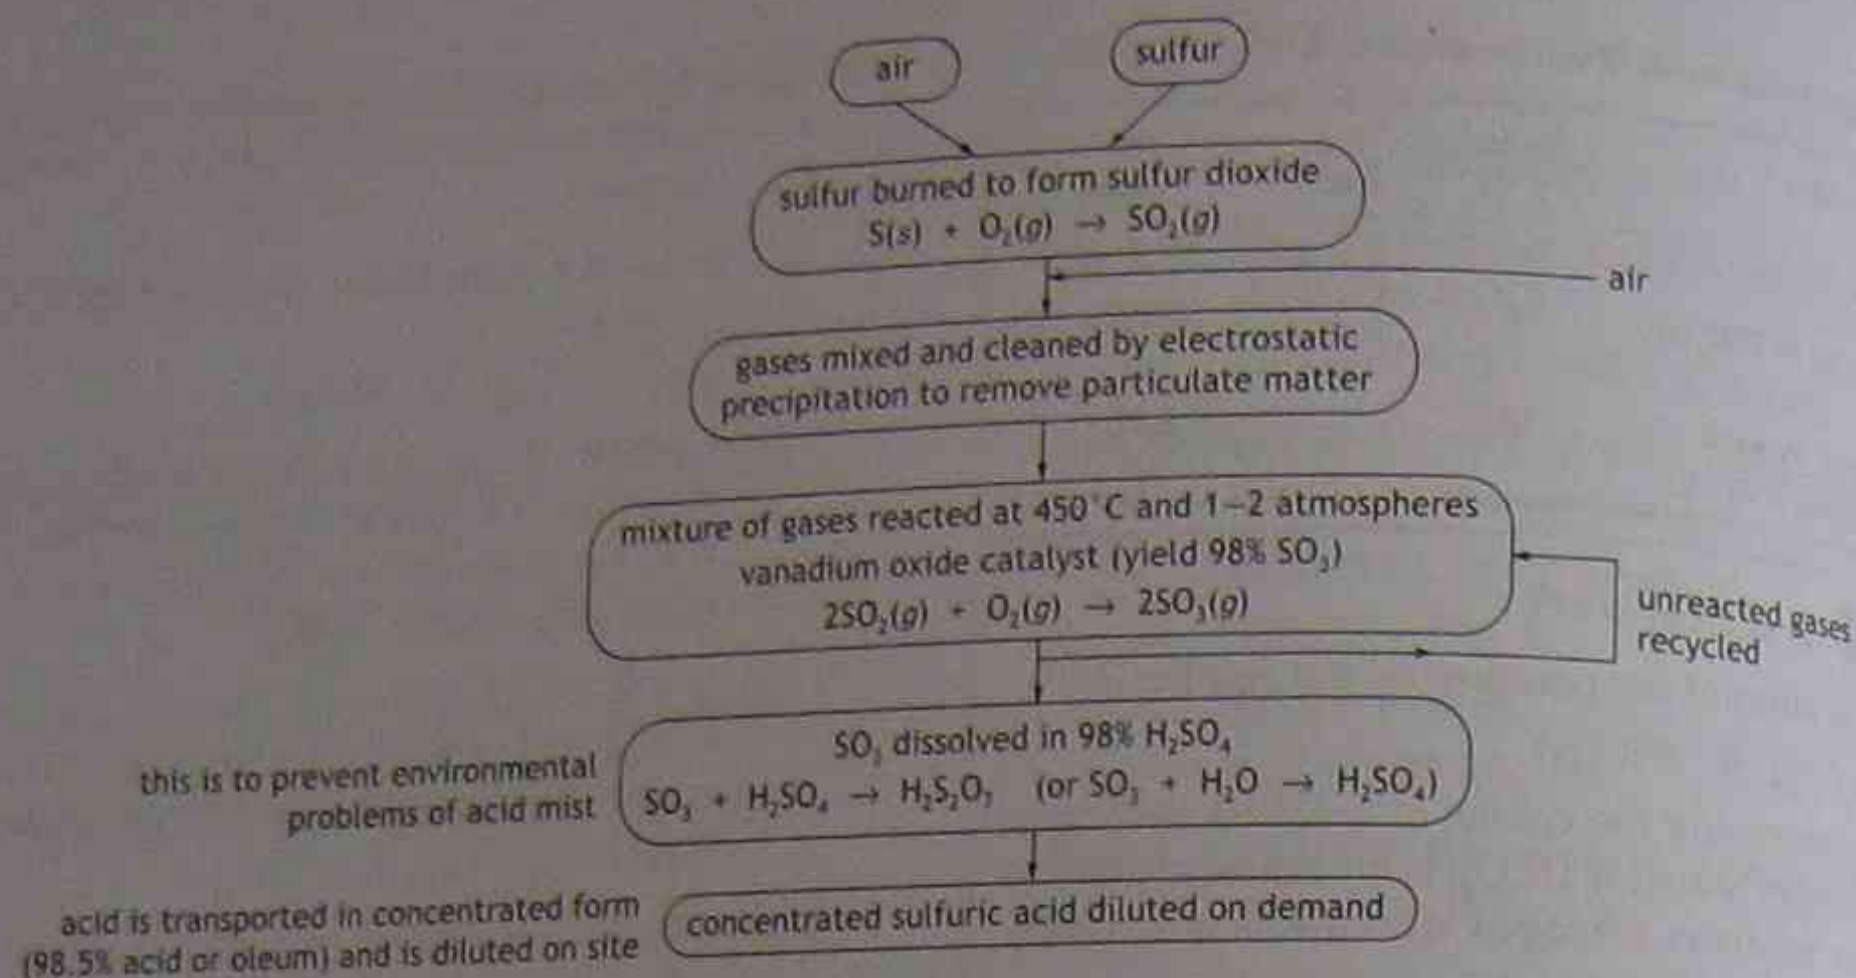 air
sulfur
sulfur burned to form sulfur dioxide
S(s) + O₂(g) → SO₂(g)
air
gases mixed and cleaned by electrostatic
precipitation to remove particulate matter
mixture of gases reacted at 450°C and 1–2 atmospheres
vanadium oxide catalyst (yield 98% SO₃)
2SO₂(g) + O₂(g) → 2SO₃(g)
unreacted gases
recycled
this is to prevent environmental
problems of acid mist
SO₃ dissolved in 98% H₂SO₄
SO₃ + H₂SO₄ → H₂S₂O₇ (or SO₃ + H₂O → H₂SO₄)
acid is transported in concentrated form
(98.5% acid or oleum) and is diluted on site
concentrated sulfuric acid diluted on demand